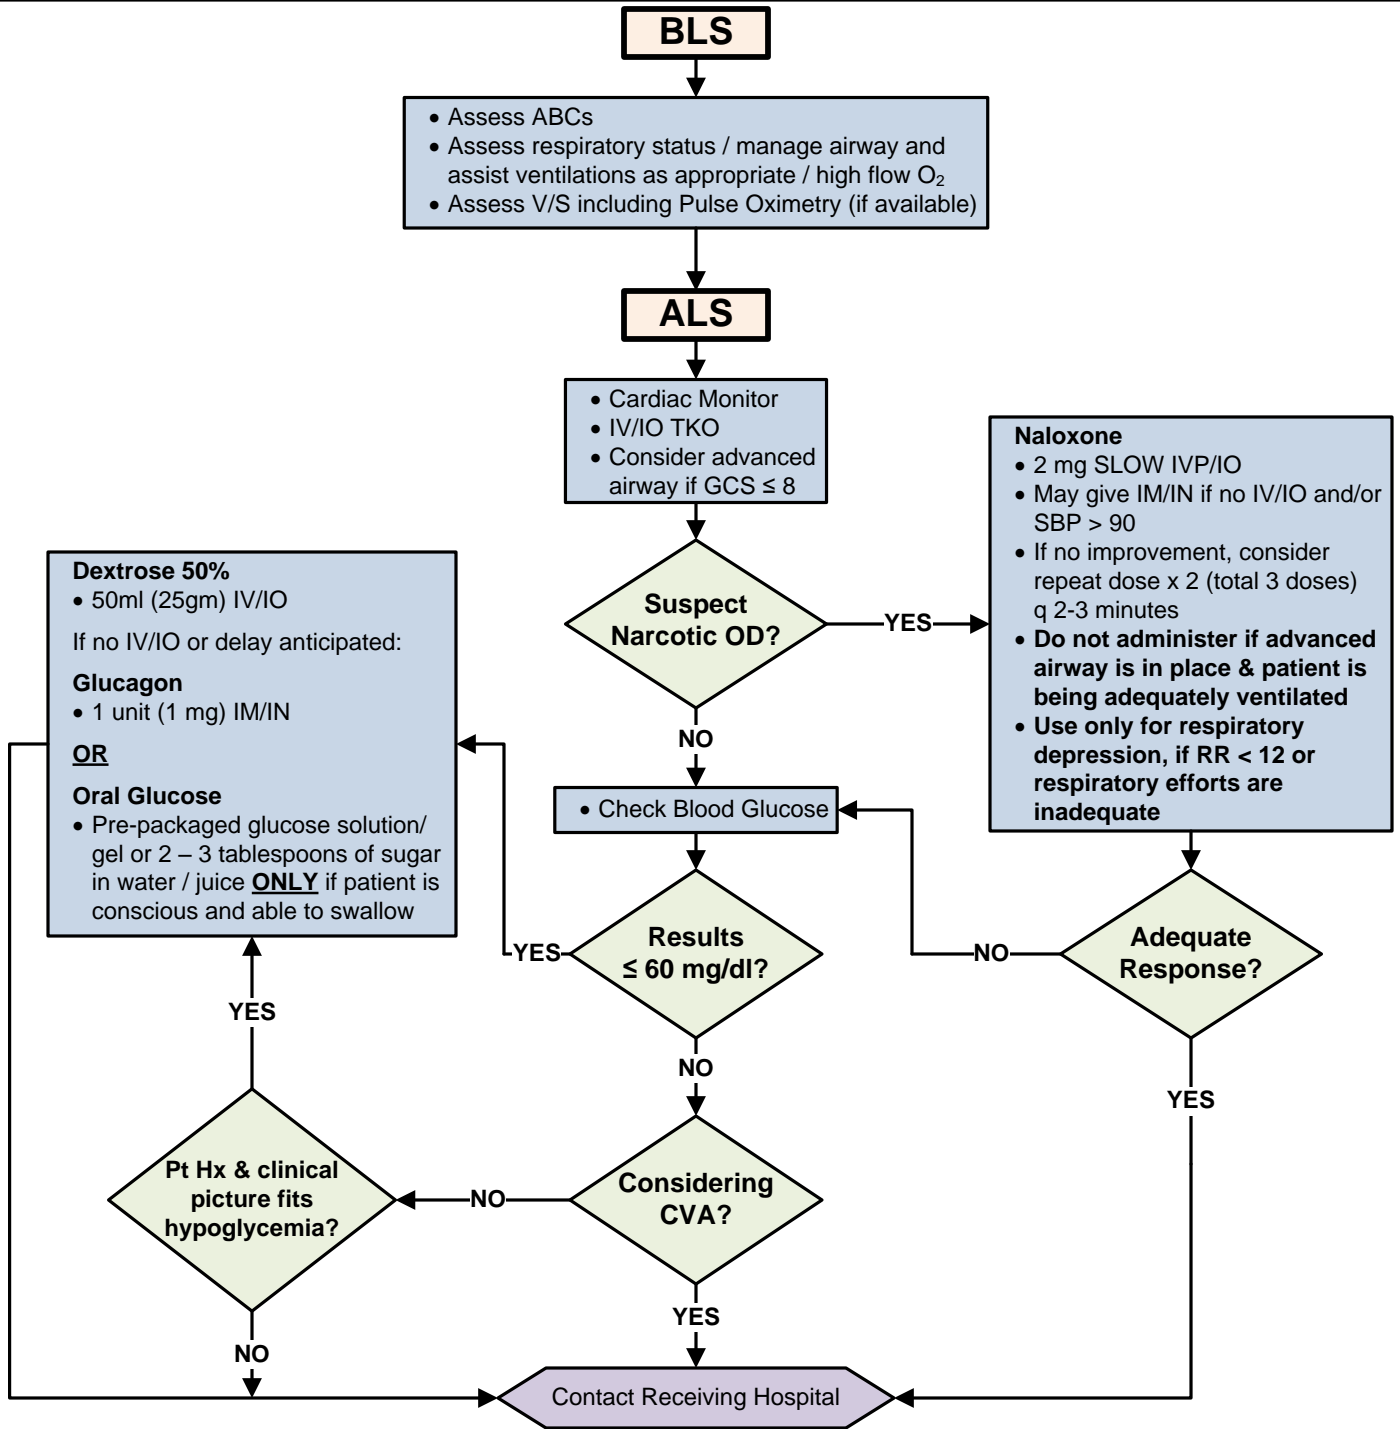 BLS
• Assess ABCs
• Assess respiratory status / manage airway and
assist ventilations as appropriate / high flow O₂
• Assess V/S including Pulse Oximetry (if available)
ALS
• Cardiac Monitor
• IV/IO TKO
• Consider advanced
airway if GCS ≤ 8
Suspect
Narcotic OD?
YES
Naloxone
• 2 mg SLOW IVP/IO
• May give IM/IN if no IV/IO and/or
SBP > 90
• If no improvement, consider
repeat dose x 2 (total 3 doses)
q 2-3 minutes
• Do not administer if advanced
airway is in place & patient is
being adequately ventilated
• Use only for respiratory
depression, if RR < 12 or
respiratory efforts are
inadequate
NO
• Check Blood Glucose
Dextrose 50%
• 50ml (25gm) IV/IO
If no IV/IO or delay anticipated:
Glucagon
• 1 unit (1 mg) IM/IN
OR
Oral Glucose
• Pre-packaged glucose solution/
gel or 2 – 3 tablespoons of sugar
in water / juice ONLY if patient is
conscious and able to swallow
YES
Results
≤ 60 mg/dl?
NO
Adequate
Response?
YES
NO
YES
Pt Hx & clinical
picture fits
hypoglycemia?
NO
Considering
CVA?
YES
NO
Contact Receiving Hospital